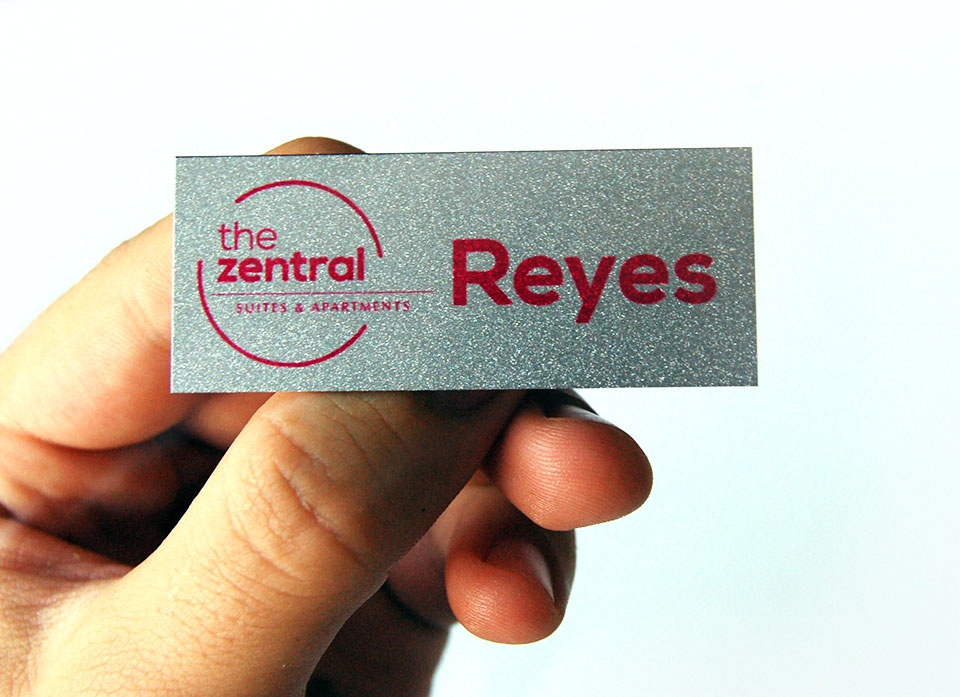 the
zentral
SUITES & APARTMENTS
Reyes